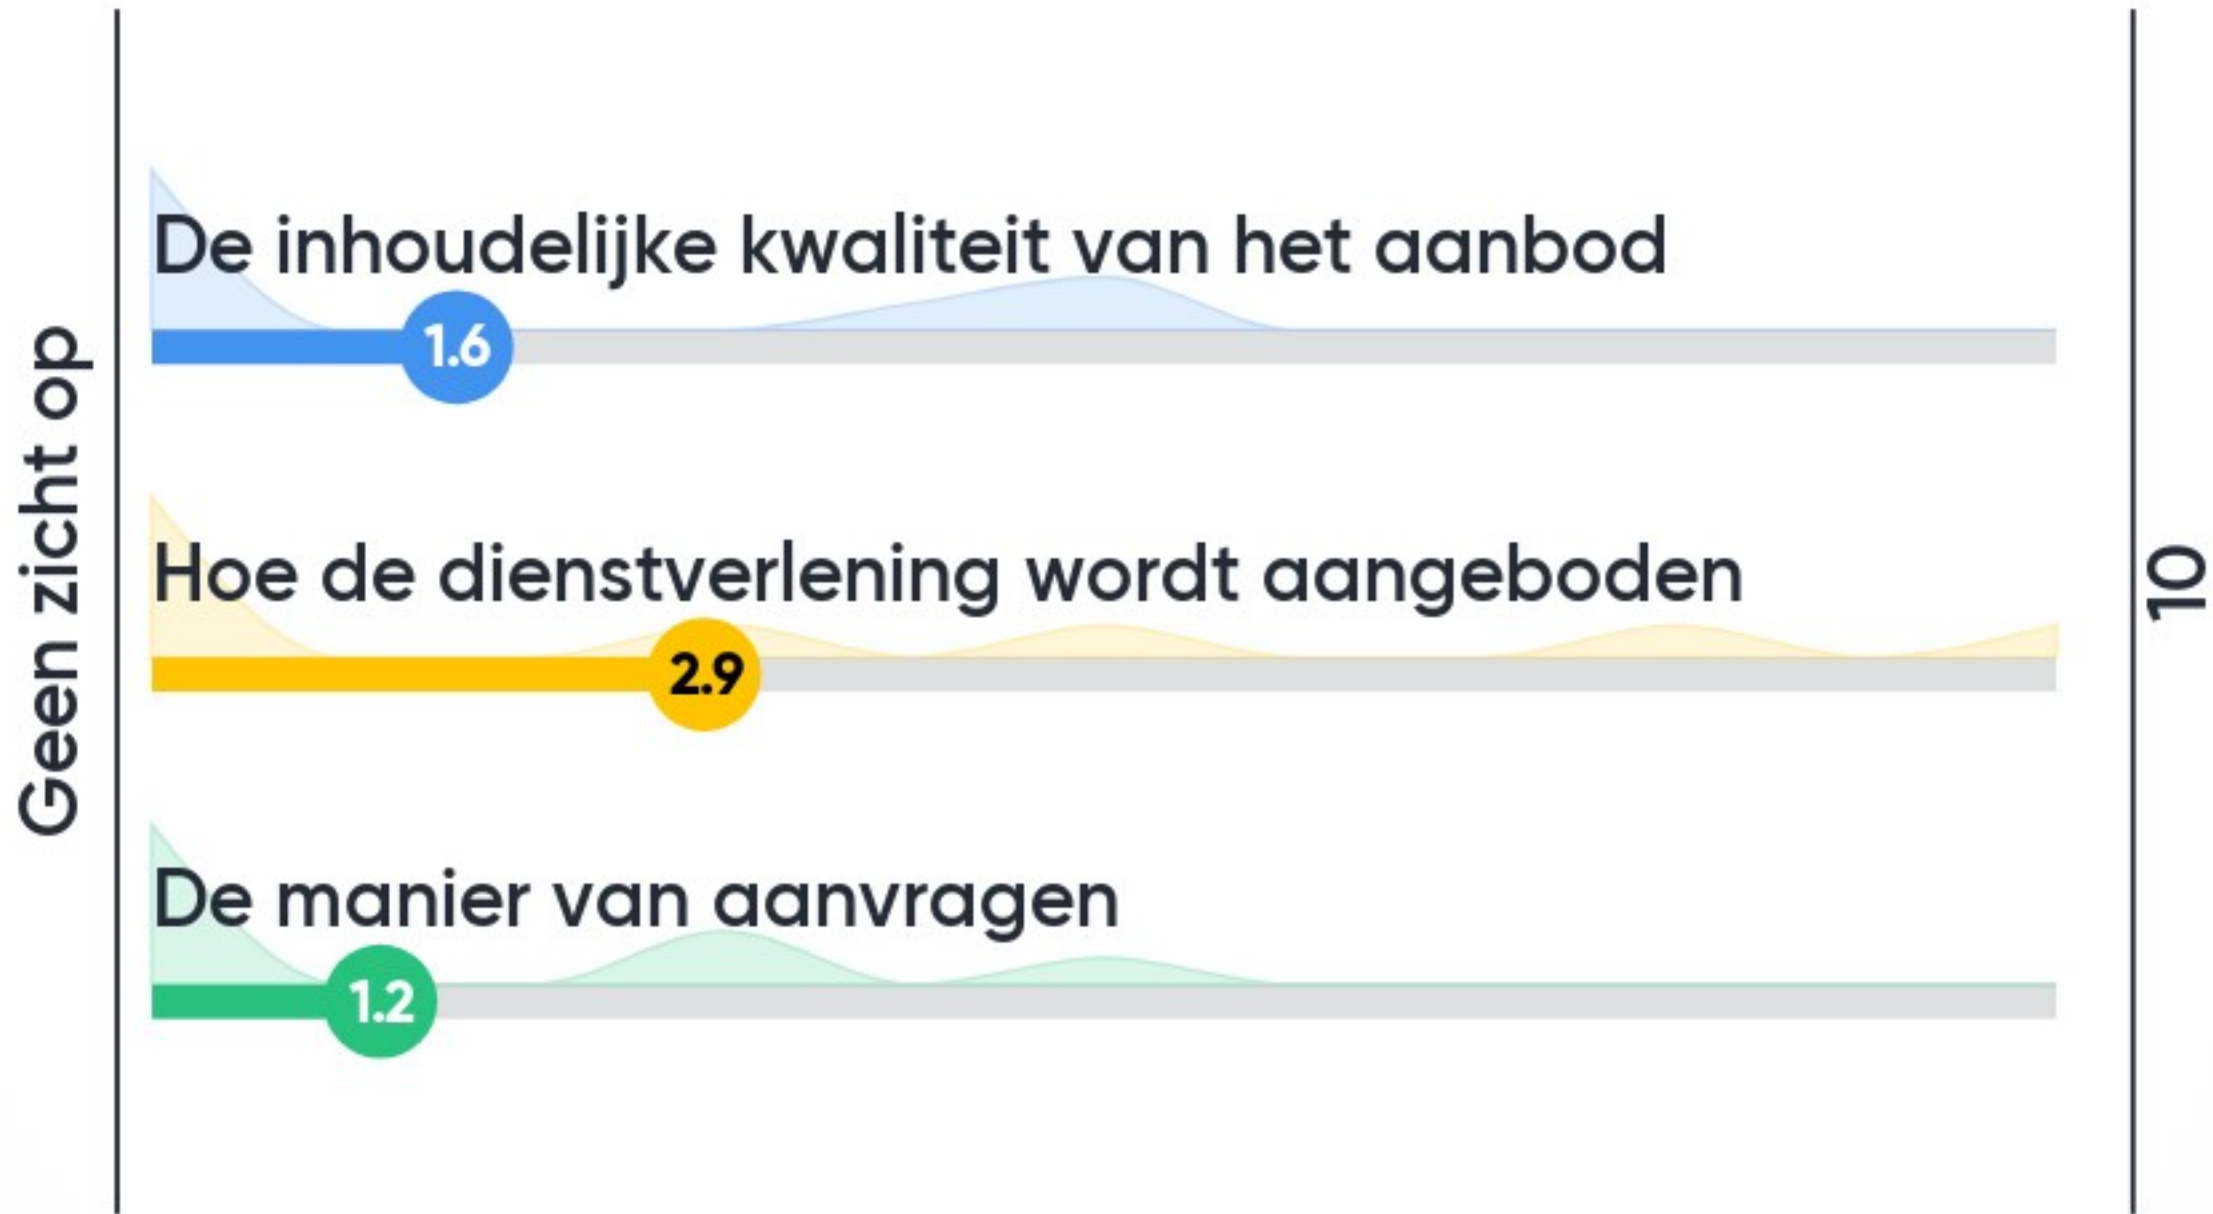 Geen zicht op
De inhoudelijke kwaliteit van het aanbod
1.6
Hoe de dienstverlening wordt aangeboden
2.9
De manier van aanvragen
1.2
10